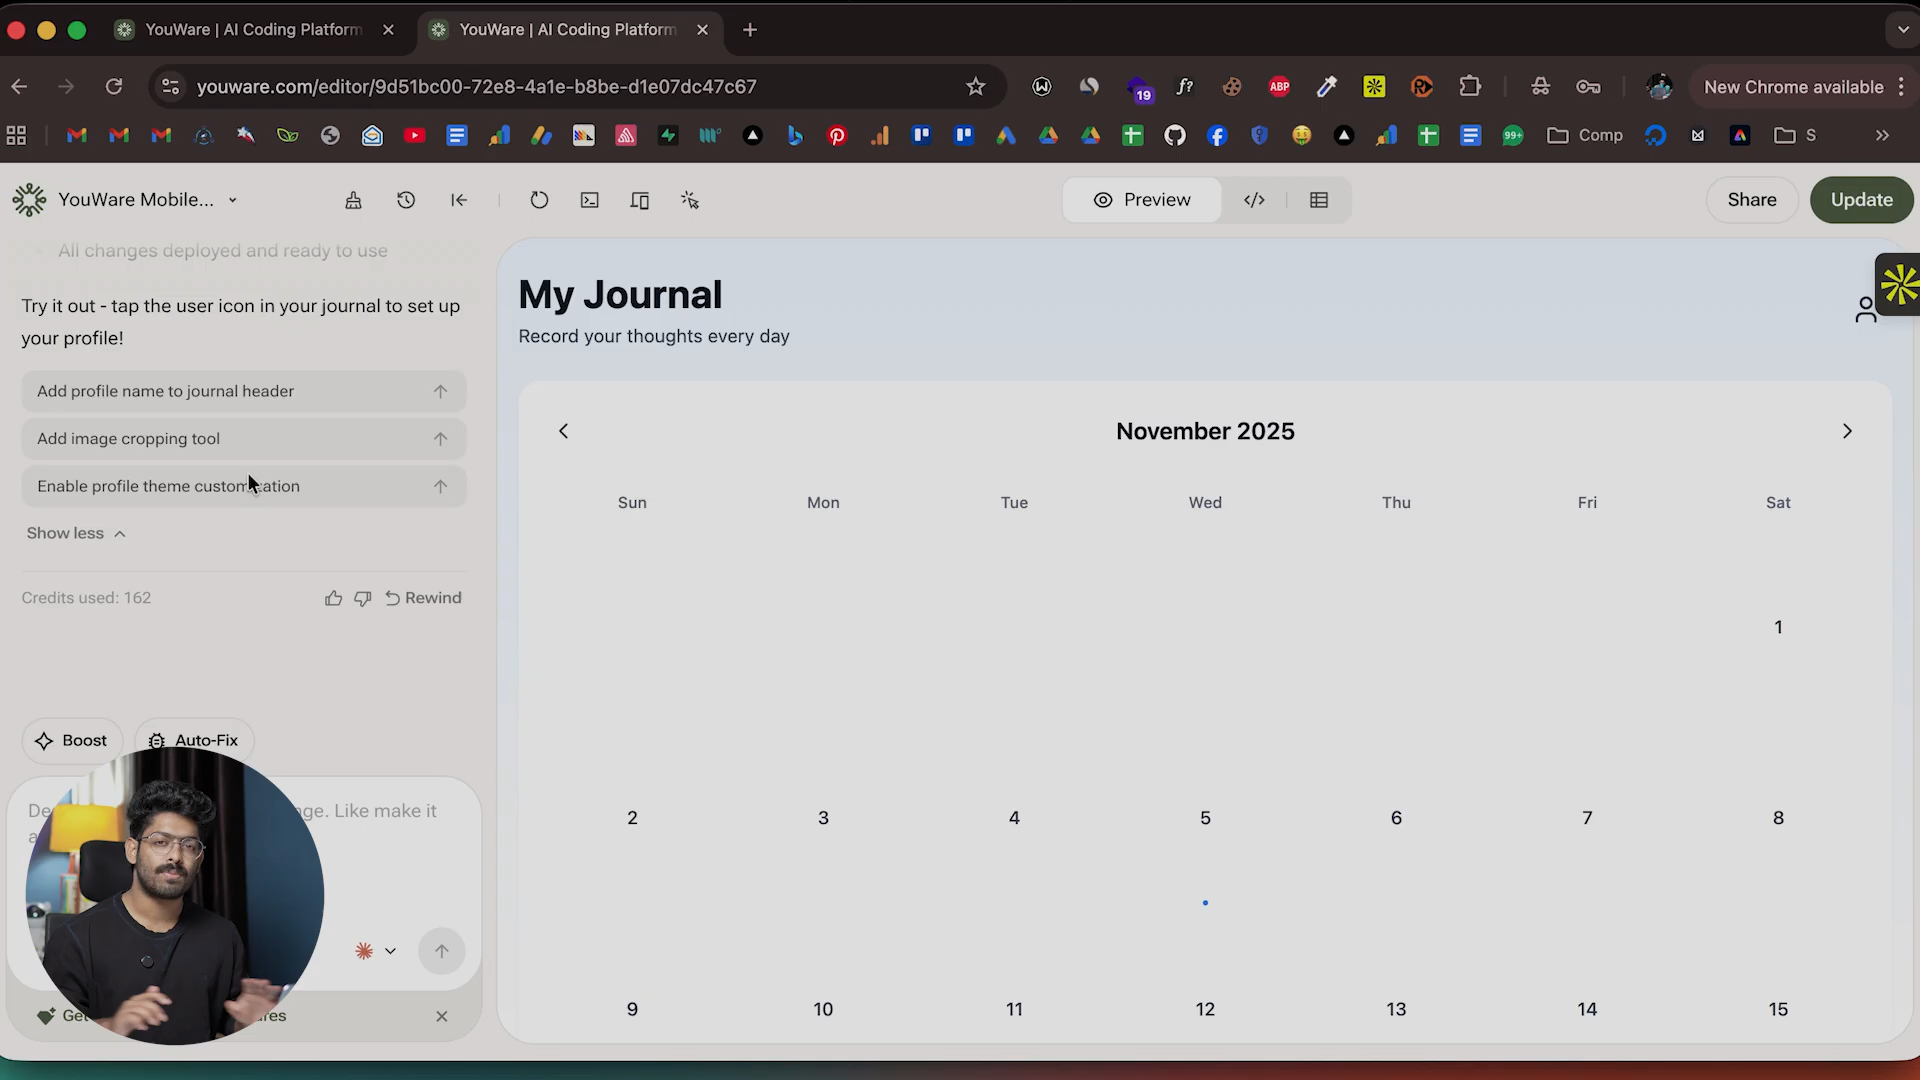 YouWare | AI Coding Platform
YouWare | AI Coding Platform
youware.com/editor/9d51bc00-72e8-4a1e-b8be-d1e07dc47c67
19
f?
ABP
New Chrome available
99+
Comp
S
YouWare Mobile...
Preview
Share
Update
All changes deployed and ready to use
Try it out - tap the user icon in your journal to set up
your profile!
Add profile name to journal header
Add image cropping tool
Enable profile theme customization
Show less
Credits used: 162
Rewind
Boost
Auto-Fix
Like make it
Get
My Journal
Record your thoughts every day
November 2025
Sun Mon Tue Wed Thu Fri Sat
1
2 3 4 5 6 7 8
9 10 11 12 13 14 15